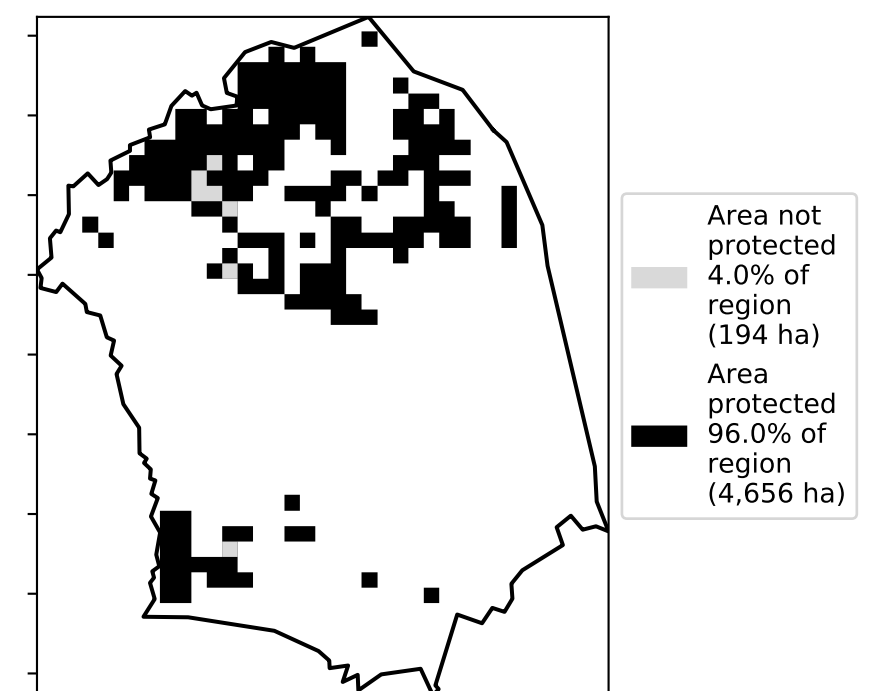 Area not
protected
4.0% of
region
(194 ha)
Area
protected
96.0% of
region
(4,656 ha)